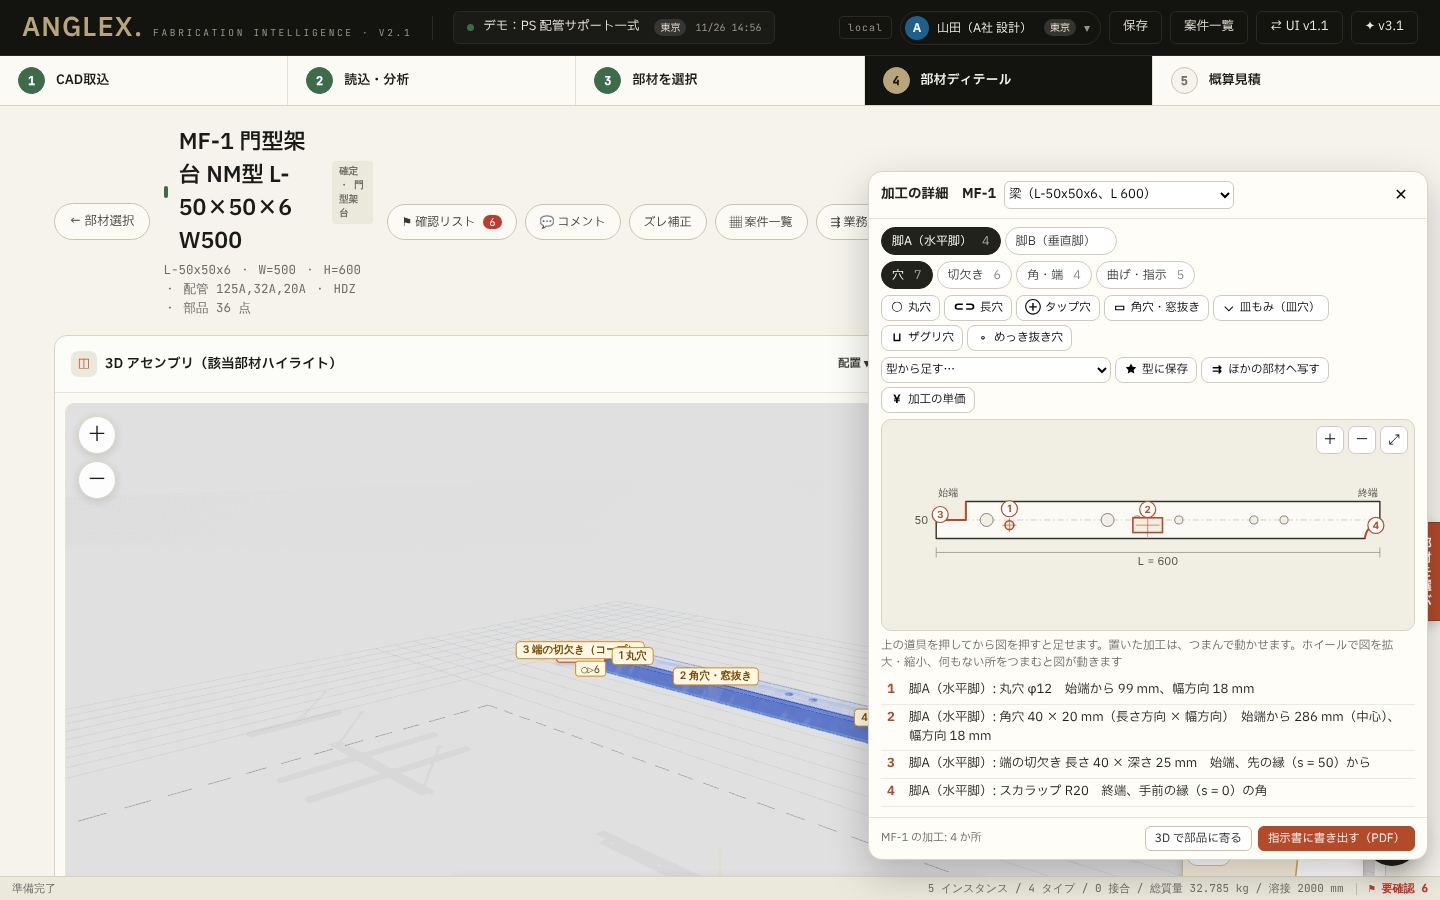 ANGLEX. FABRICATION INTELLIGENCE · V2.1
デモ：PS 配管サポート一式 東京 11/26 14:56
local
A 山田（A社 設計） 東京 ▾
保存
案件一覧
⇄ UI v1.1
✦ v3.1
1 CAD取込
2 読込・分析
3 部材を選択
4 部材ディテール
5 概算見積
← 部材選択
MF-1 門型架
台 NM型 L-
50×50×6
W500
確定
· 門
型架
台
L-50x50x6 · W=500 · H=600
· 配管 125A,32A,20A · HDZ
· 部品 36 点
⚑ 確認リスト 6
コメント
ズレ補正
案件一覧
⇉ 業務
3D アセンブリ（該当部材ハイライト）
配置
+
−
3 端の切欠き（コー
1 丸穴
6
2 角穴・窓抜き
4
加工の詳細 MF-1
梁（L-50x50x6、L 600）
✕
脚A（水平脚） 4
脚B（垂直脚）
穴 7
切欠き 6
角・端 4
曲げ・指示 5
丸穴
長穴
タップ穴
角穴・窓抜き
皿もみ（皿穴）
ザグリ穴
めっき抜き穴
型から足す…
★ 型に保存
⇉ ほかの部材へ写す
¥ 加工の単価
+
−
⤢
始端
終端
50
3
1
2
4
L = 600
上の道具を押してから図を押すと足せます。置いた加工は、つまんで動かせます。ホイールで図を拡
大・縮小、何もない所をつまむと図が動きます
1 脚A（水平脚）: 丸穴 φ12 始端から 99 mm、幅方向 18 mm
2 脚A（水平脚）: 角穴 40 × 20 mm（長さ方向 × 幅方向） 始端から 286 mm（中心）、
幅方向 18 mm
3 脚A（水平脚）: 端の切欠き 長さ 40 × 深さ 25 mm 始端、先の縁（s = 50）から
4 脚A（水平脚）: スカラップ R20 終端、手前の縁（s = 0）の角
MF-1 の加工: 4 か所
3D で部品に寄る
指示書に書き出す（PDF）
準備完了
5 インスタンス / 4 タイプ / 0 接合 / 総質量 32.785 kg / 溶接 2000 mm
⚑ 要確認 6